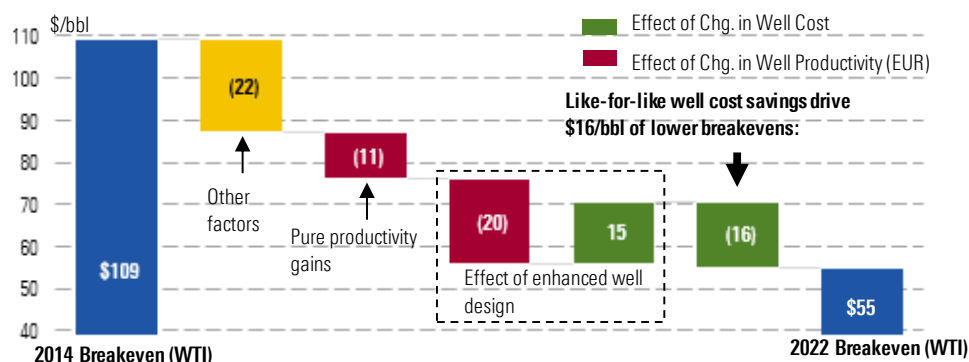 $/bbl
110
100
90
80
70
60
50
40
Effect of Chg. in Well Cost
Effect of Chg. in Well Productivity (EUR)
Like-for-like well cost savings drive
$16/bbl of lower breakevens:
$109
(22)
Other
factors
(11)
Pure productivity
gains
(20)
15
Effect of enhanced well
design
(16)
$55
2014 Breakeven (WTI)
2022 Breakeven (WTI)